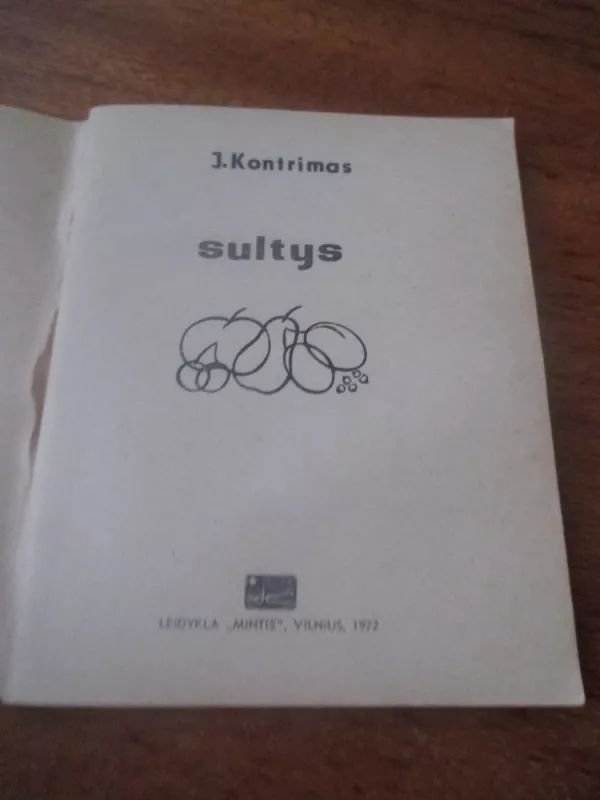 J.Kontrimas
sultys
LEIDYKLA „MINTIS", VILNIUS, 1972